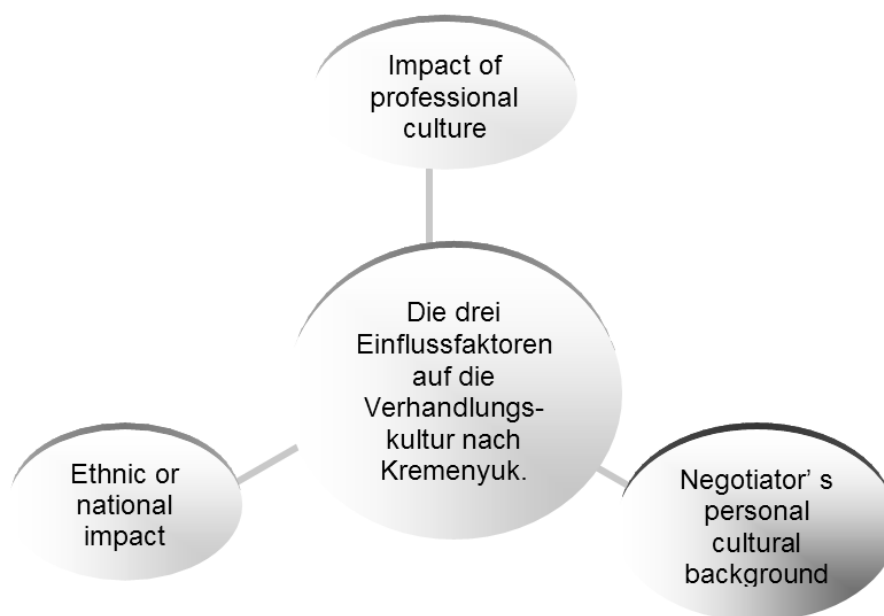 Impact of
professional
culture
Die drei
Einflussfaktoren
auf die
Verhandlungs-
kultur nach
Kremenyuk.
Ethnic or
national
impact
Negotiator’ s
personal
cultural
background